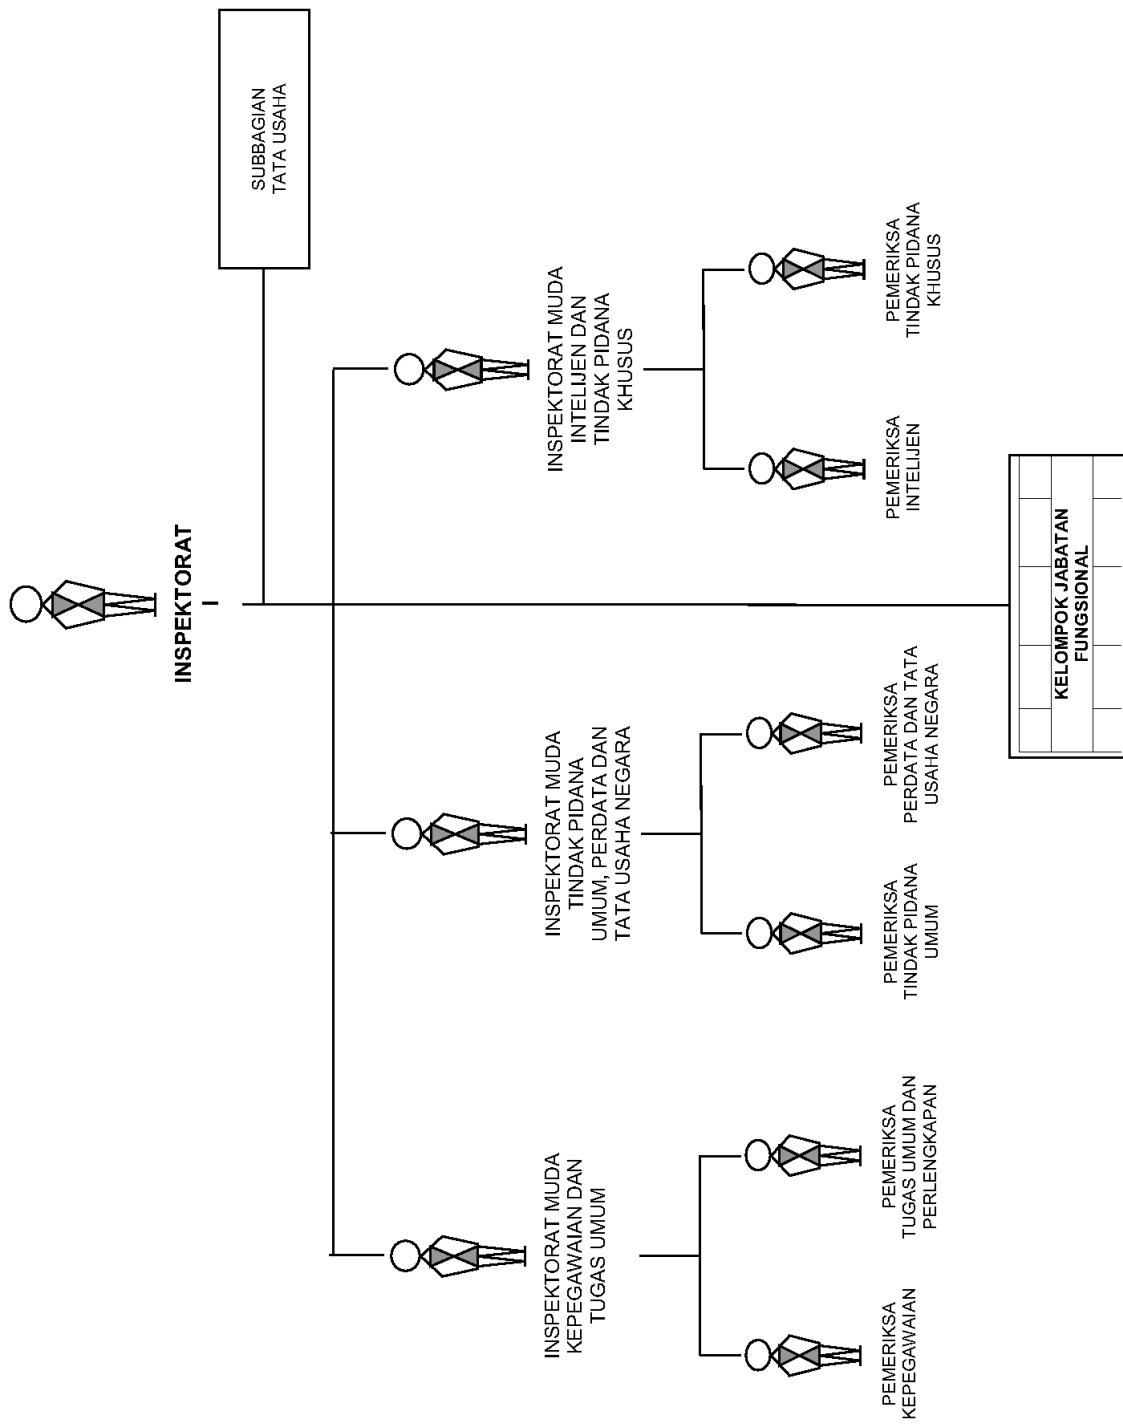 INSPEKTORAT
SUBBAGIAN
TATA USAHA
INSPEKTORAT MUDA
KEPEGAWAIAN DAN
TUGAS UMUM
INSPEKTORAT MUDA
TINDAK PIDANA
UMUM, PERDATA DAN
TATA USAHA NEGARA
INSPEKTORAT MUDA
INTELIJEN DAN
TINDAK PIDANA
KHUSUS
PEMERIKSA
KEPEGAWAIAN
PEMERIKSA
TUGAS UMUM DAN
PERLENGKAPAN
PEMERIKSA
TINDAK PIDANA
UMUM
PEMERIKSA
PERDATA DAN TATA
USAHA NEGARA
PEMERIKSA
INTELIJEN
PEMERIKSA
TINDAK PIDANA
KHUSUS
KELOMPOK JABATAN
FUNGSIONAL